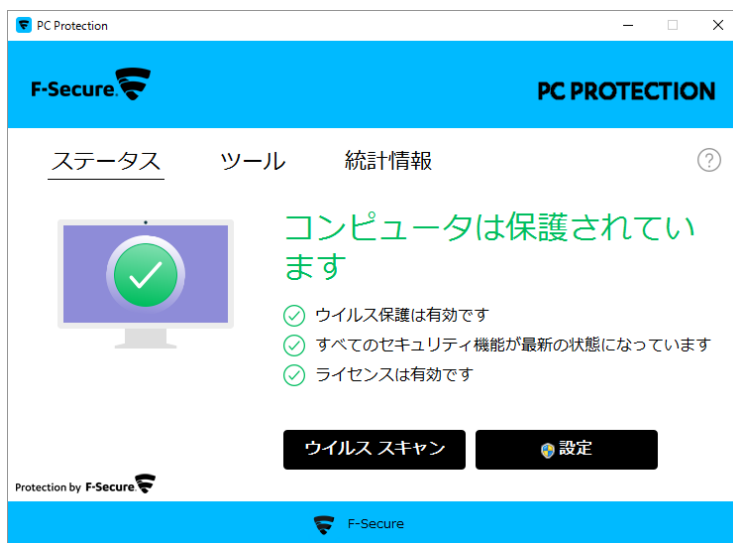 PC Protection
F-Secure.
PC PROTECTION
ステータス ツール 統計情報 ?
コンピュータは保護されてい
ます
ウイルス保護は有効です
すべてのセキュリティ機能が最新の状態になっています
ライセンスは有効です
ウイルス スキャン 設定
Protection by F-Secure.
F-Secure